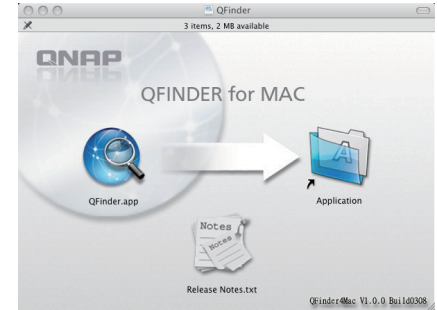 QFinder
3 items, 2 MB available
QNAP
QFINDER for MAC
QFinder.app
Application
Notes
Notes
Release Notes.txt
QFinder4Mac V1.0.0 Build0308